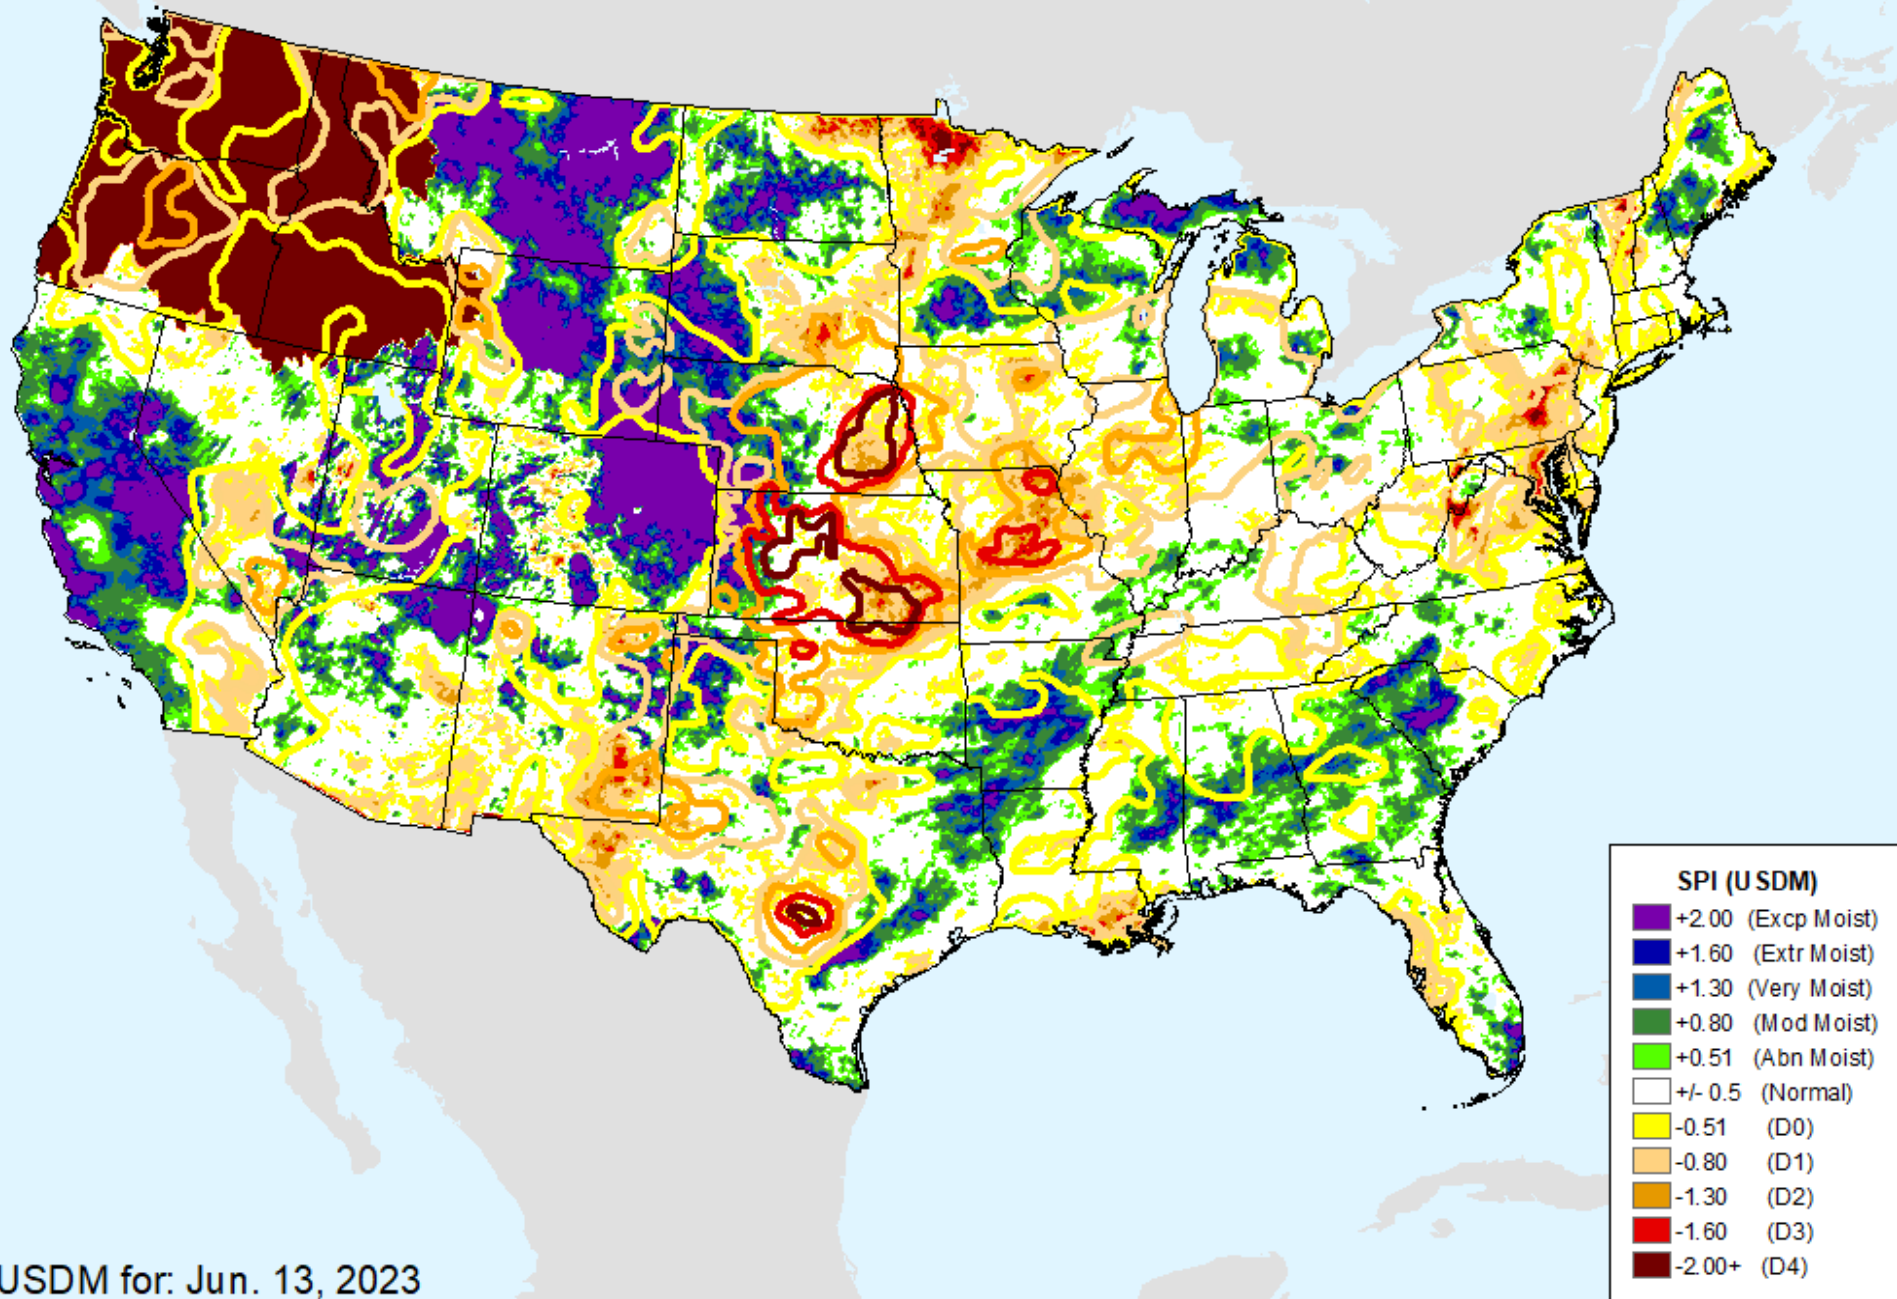 SPI (USDM)
+2.00 (Excp Moist)
+1.60 (Extr Moist)
+1.30 (Very Moist)
+0.80 (Mod Moist)
+0.51 (Abn Moist)
+/- 0.5 (Normal)
-0.51 (D0)
-0.80 (D1)
-1.30 (D2)
-1.60 (D3)
-2.00+ (D4)
USDM for: Jun. 13, 2023